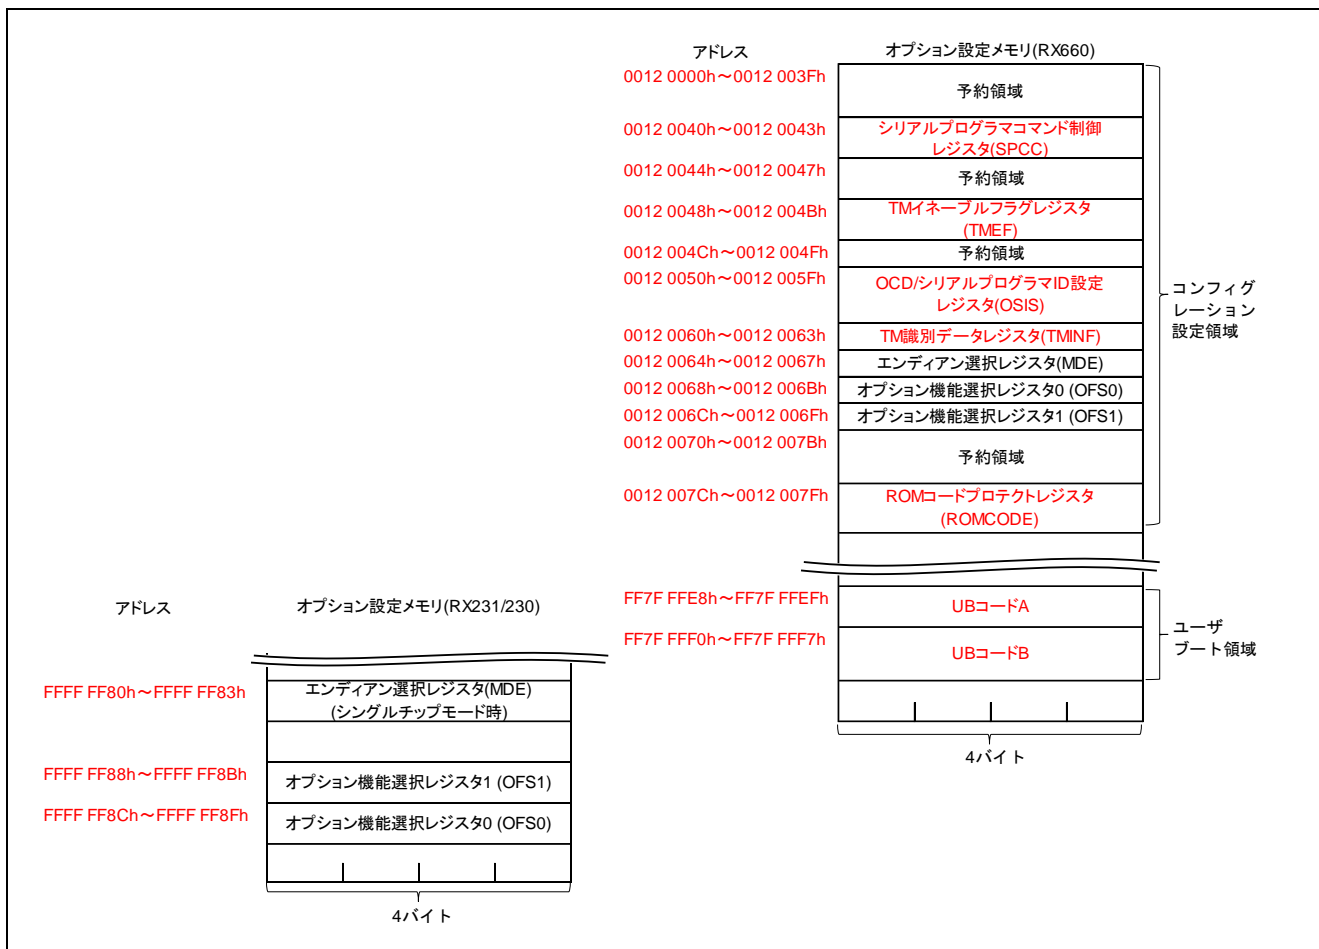 アドレス
オプション設定メモリ(RX660)
0012 0000h～0012 003Fh
予約領域
0012 0040h～0012 0043h
シリアルプログラマコマンド制御
レジスタ(SPCC)
0012 0044h～0012 0047h
予約領域
0012 0048h～0012 004Bh
TMイネーブルフラグレジスタ
(TMEF)
0012 004Ch～0012 004Fh
予約領域
0012 0050h～0012 005Fh
OCD/シリアルプログラマID設定
レジスタ(OSIS)
コンフィグ
レーション
設定領域
0012 0060h～0012 0063h
TM識別データレジスタ(TMINF)
0012 0064h～0012 0067h
エンディアン選択レジスタ(MDE)
0012 0068h～0012 006Bh
オプション機能選択レジスタ0 (OFS0)
0012 006Ch～0012 006Fh
オプション機能選択レジスタ1 (OFS1)
0012 0070h～0012 007Bh
予約領域
0012 007Ch～0012 007Fh
ROMコードプロテクトレジスタ
(ROMCODE)
FF7F FFE8h～FF7F FFEFh
UBコードA
FF7F FFF0h～FF7F FFF7h
UBコードB
ユーザ
ブート領域
4バイト
アドレス
オプション設定メモリ(RX231/230)
FFFF FF80h～FFFF FF83h
エンディアン選択レジスタ(MDE)
(シングルチップモード時)
FFFF FF88h～FFFF FF8Bh
オプション機能選択レジスタ1 (OFS1)
FFFF FF8Ch～FFFF FF8Fh
オプション機能選択レジスタ0 (OFS0)
4バイト